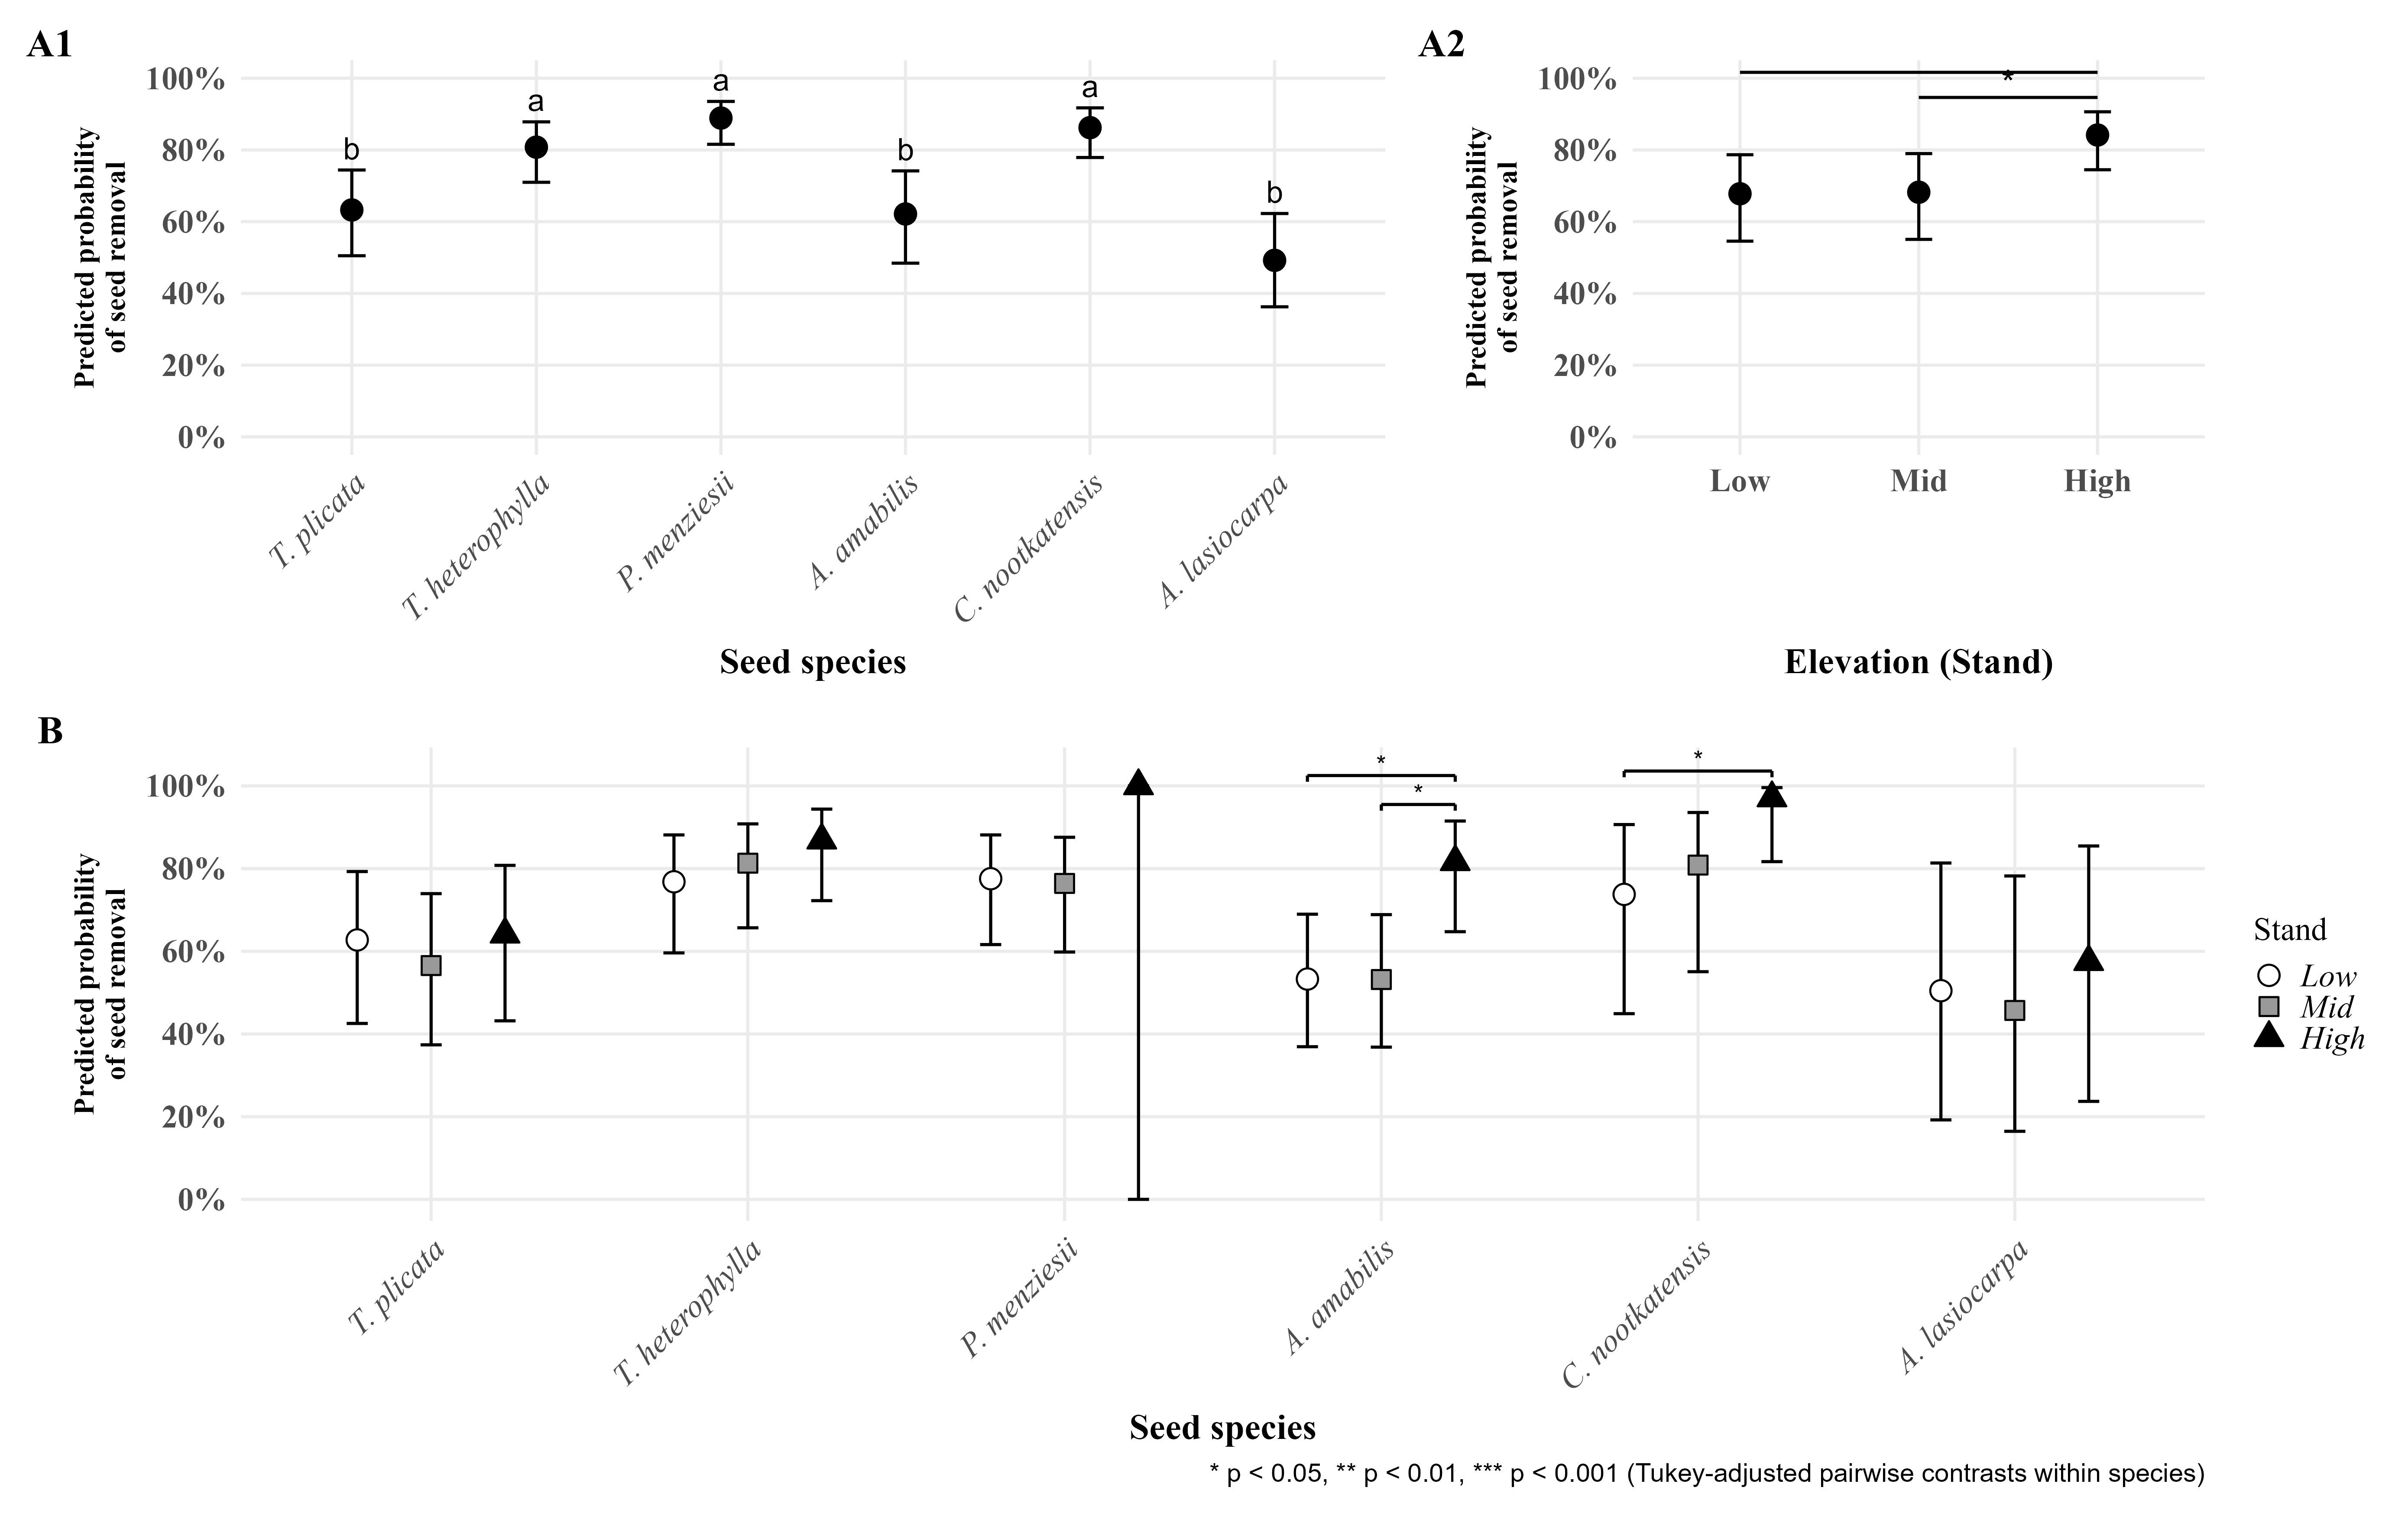 A1
A2
100%
80%
60%
40%
20%
0%
Predicted probability
of seed removal
b
a
a
b
a
b
T. plicata
T. heterophylla
P. menziesii
A. amabilis
C. nootkatensis
A. lasiocarpa
Seed species
100%
80%
60%
40%
20%
0%
Predicted probability
of seed removal
*
Low
Mid
High
Elevation (Stand)
B
100%
80%
60%
40%
20%
0%
Predicted probability
of seed removal
*
*
*
T. plicata
T. heterophylla
P. menziesii
A. amabilis
C. nootkatensis
A. lasiocarpa
Seed species
Stand
Low
Mid
High
* p < 0.05, ** p < 0.01, *** p < 0.001 (Tukey-adjusted pairwise contrasts within species)